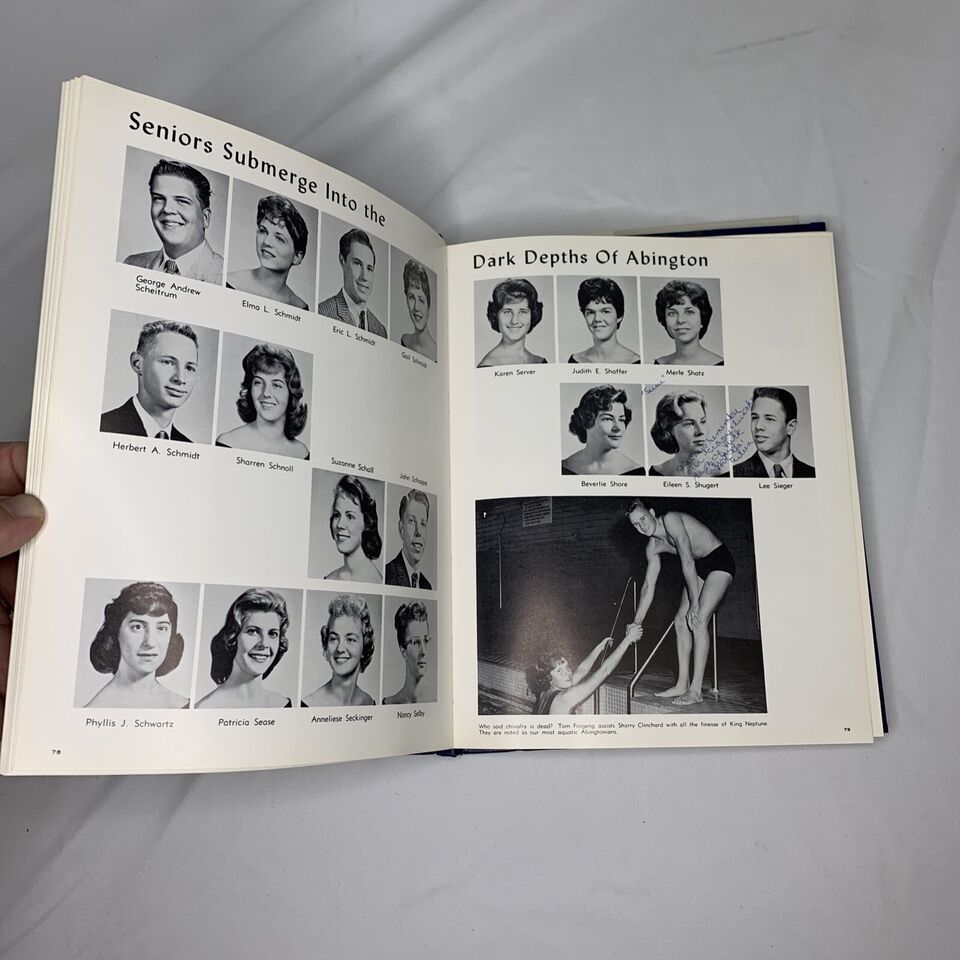 Seniors Submerge Into the
George Andrew
Scheitrum
Elma L. Schmidt
Eric L. Schmidt
Gail Schmidt
Herbert A. Schmidt
Sharren Schnoll
Suzanne Scholl
John Schoppe
Phyllis J. Schwartz
Patricia Sease
Anneliese Seckinger
Nancy Selby
78
Dark Depths Of Abington
Karen Server
Judith E. Shaffer
Merle Shatz
Beverlie Shore
Eileen S. Shugert
Lee Sieger
Who said chivalry is dead? Tom Forgeng assists Sharry Clinchard with all the finesse of King Neptune.
They are noted as our most aquatic Abingtonians.
79